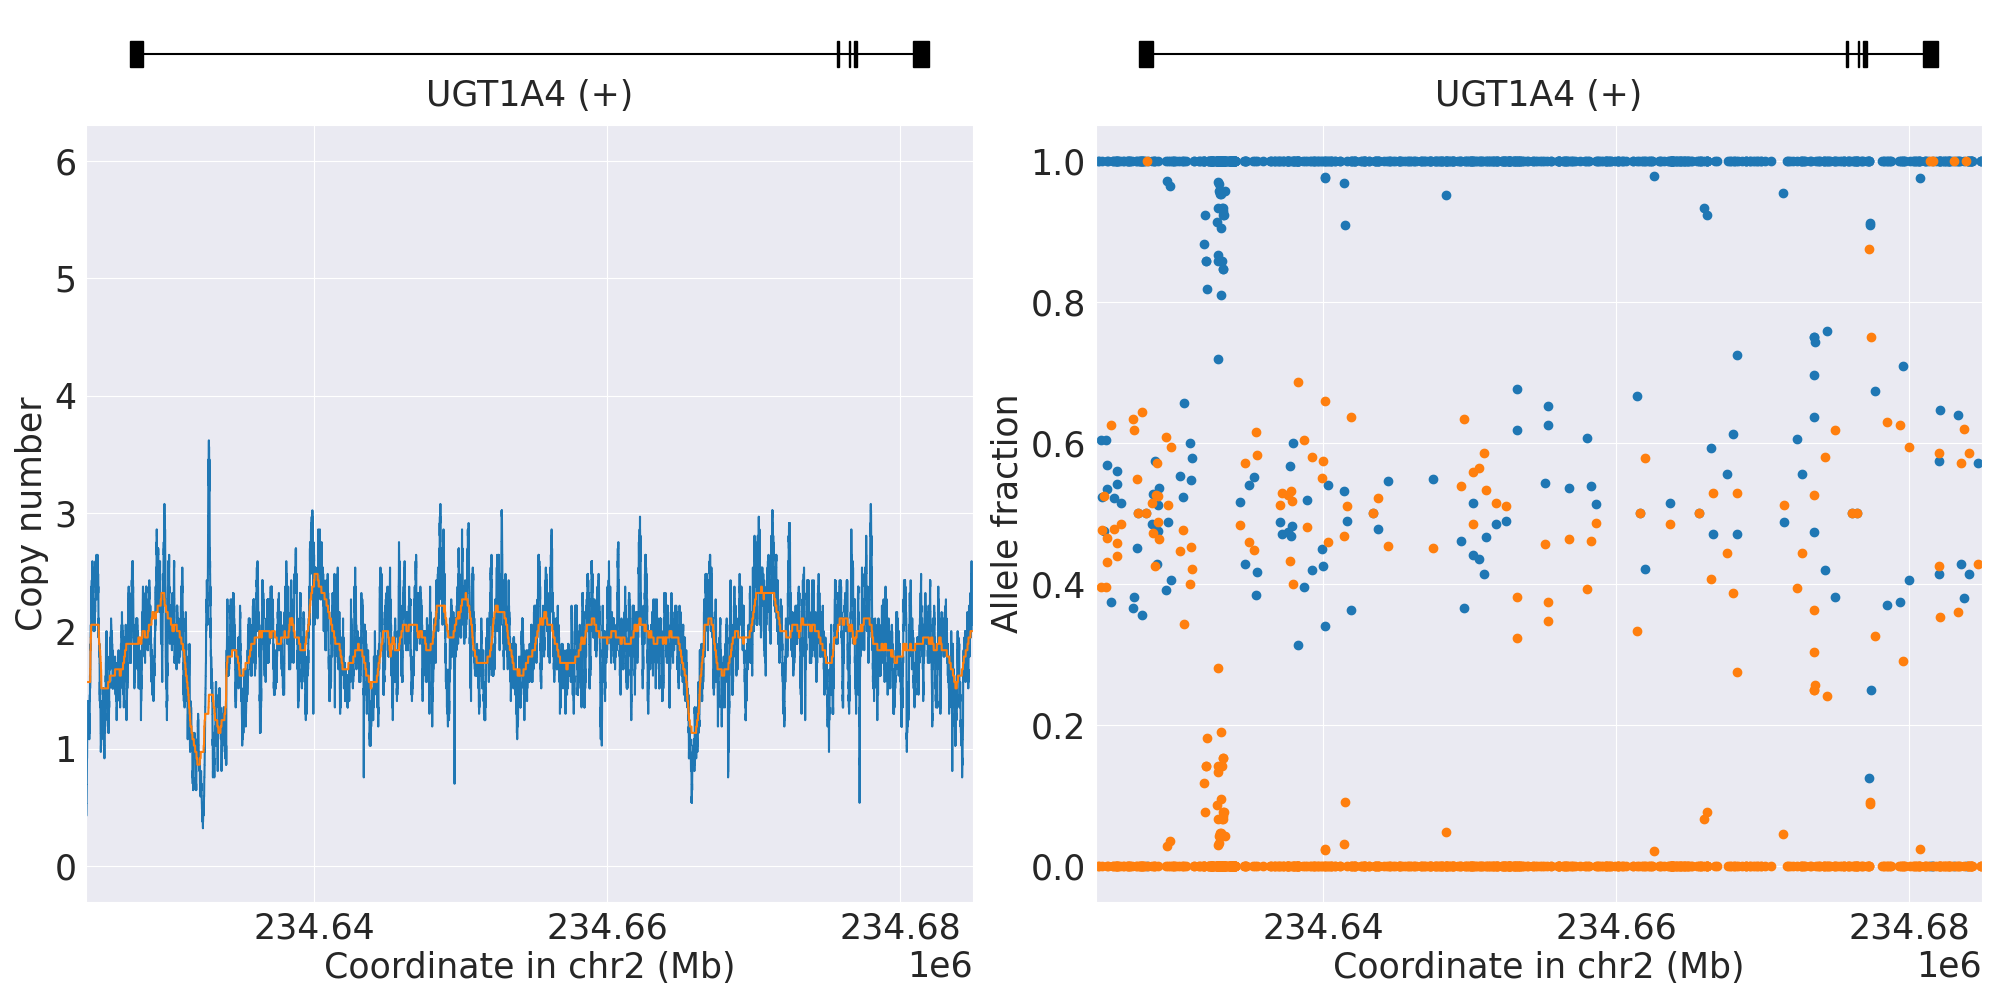 UGT1A4 (+)
6
5
4
3
2
1
0
Copy number
234.64 234.66 234.68
1e6
Coordinate in chr2 (Mb)
UGT1A4 (+)
1.0
0.8
0.6
0.4
0.2
0.0
Allele fraction
234.64 234.66 234.68
1e6
Coordinate in chr2 (Mb)